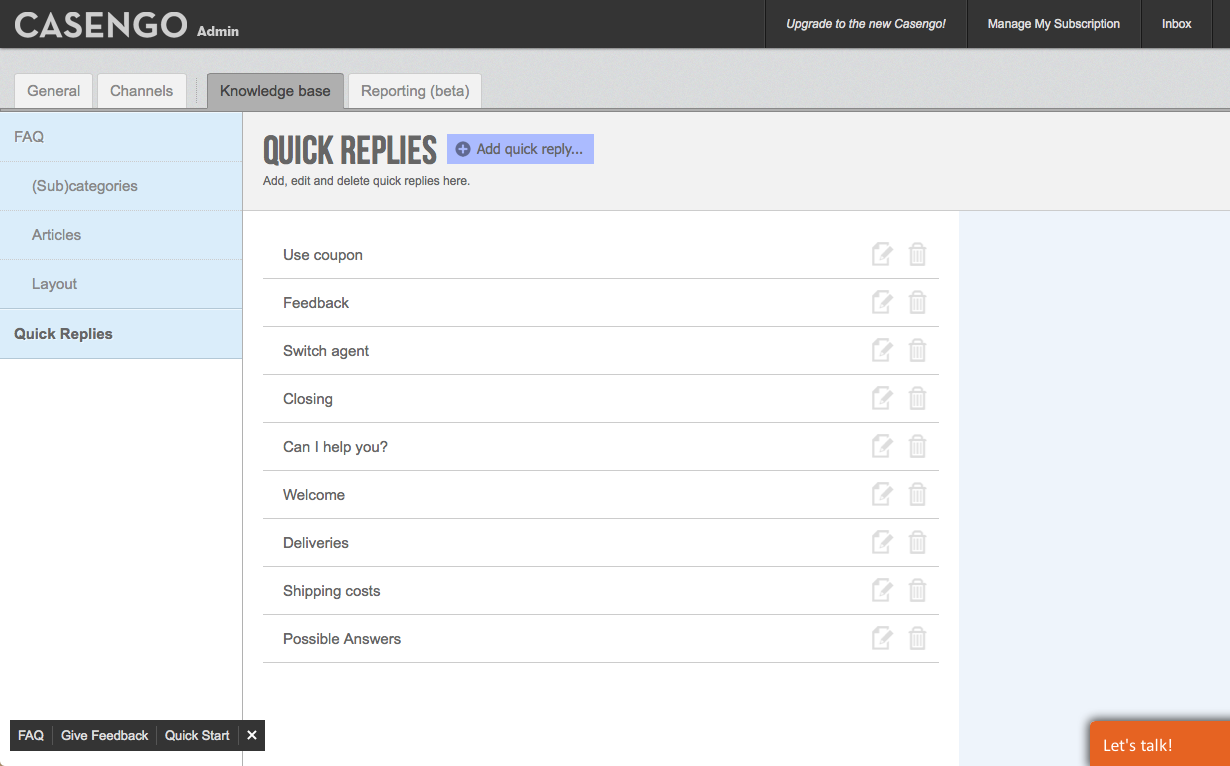 CASENGO Admin
Upgrade to the new Casengo!
Manage My Subscription
Inbox
General
Channels
Knowledge base
Reporting (beta)
FAQ
(Sub)categories
Articles
Layout
Quick Replies
QUICK REPLIES
Add quick reply...
Add, edit and delete quick replies here.
Use coupon
Feedback
Switch agent
Closing
Can I help you?
Welcome
Deliveries
Shipping costs
Possible Answers
FAQ
Give Feedback
Quick Start
Let's talk!